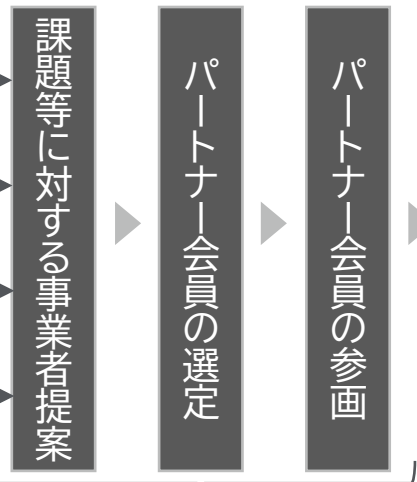 課題等に対する事業者提案
パートナー会員の選定
パートナー会員の参画